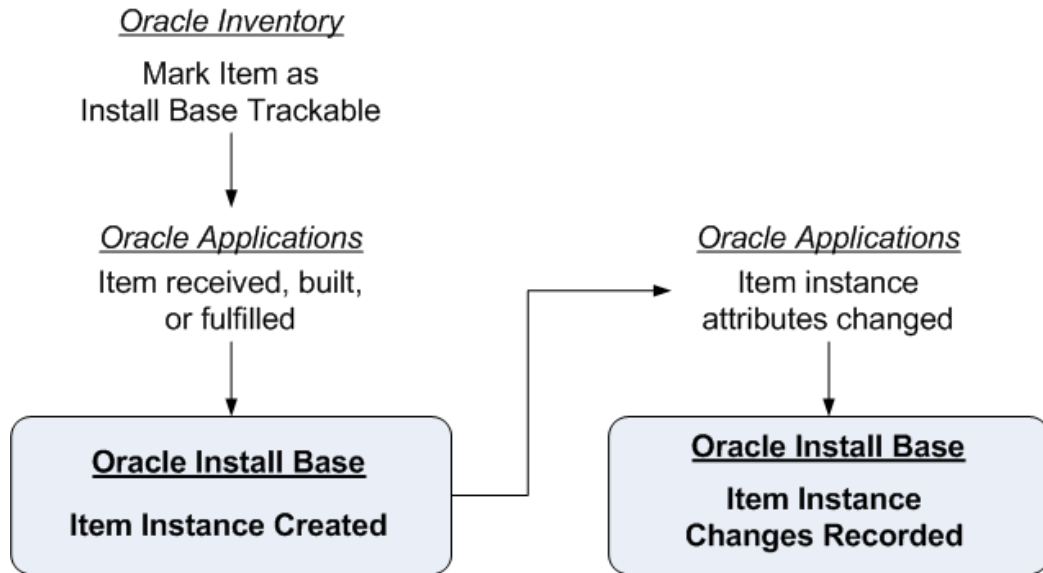 Oracle Inventory
Mark Item as
Install Base Trackable
Oracle Applications
Item received, built,
or fulfilled
Oracle Install Base
Item Instance Created
Oracle Applications
Item instance
attributes changed
Oracle Install Base
Item Instance
Changes Recorded